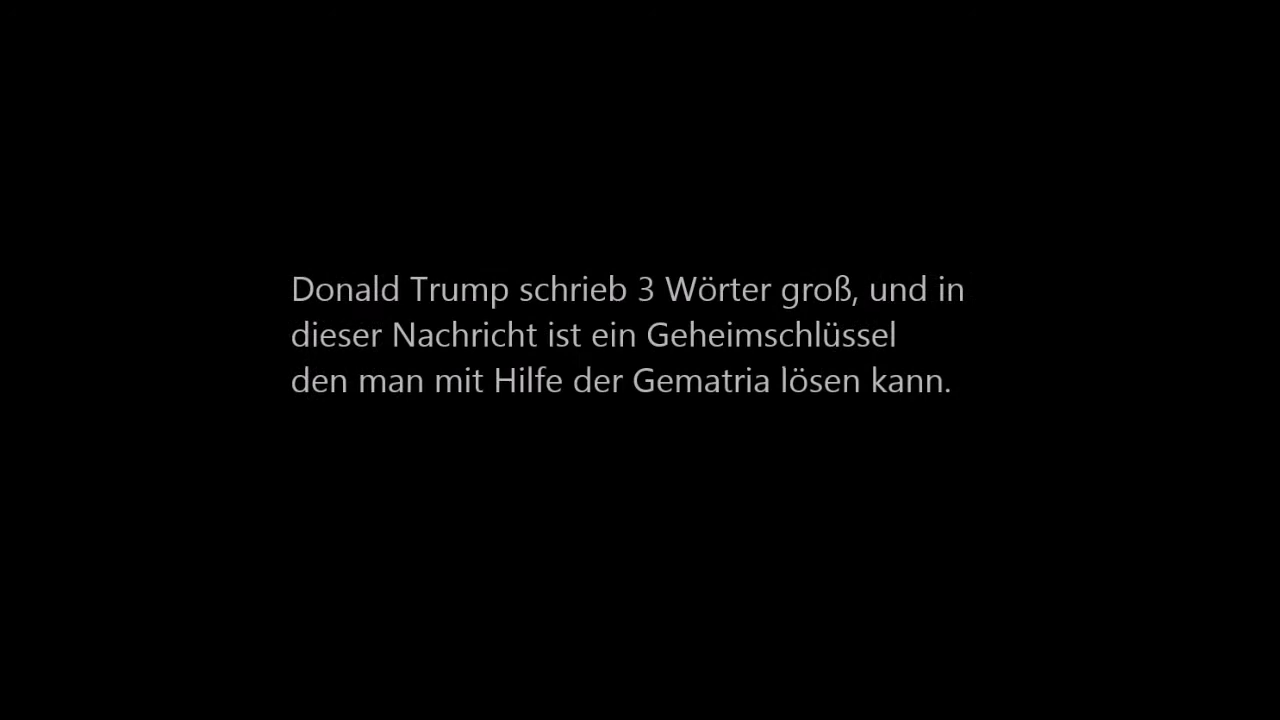 Donald Trump schrieb 3 Wörter groß, und in
dieser Nachricht ist ein Geheimschlüssel
den man mit Hilfe der Gematria lösen kann.